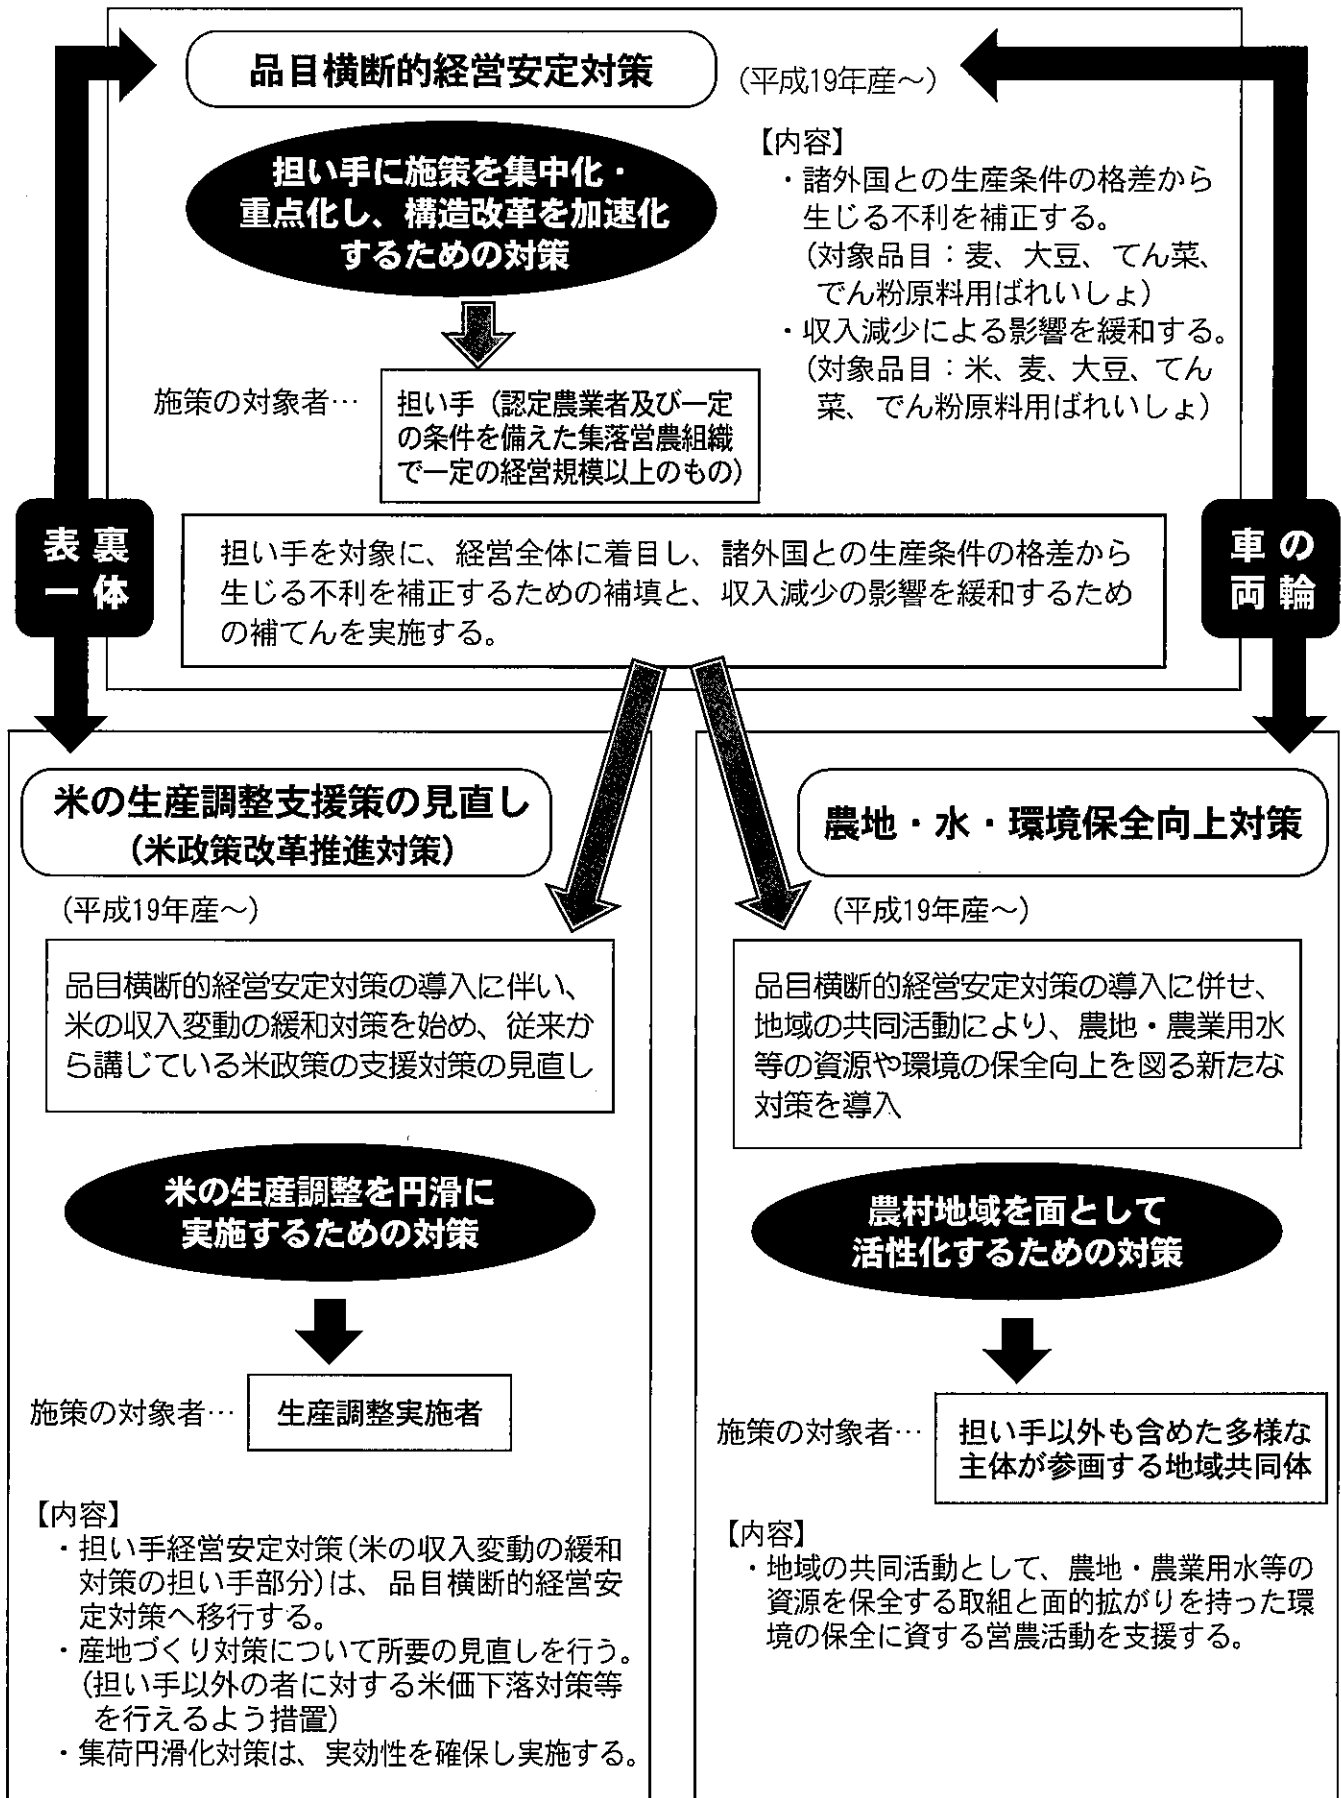 品目横断的経営安定対策
(平成19年産～)
担い手に施策を集中化・
重点化し、構造改革を加速化
するための対策
【内容】
・諸外国との生産条件の格差から
生じる不利を補正する。
(対象品目：麦、大豆、てん菜、
でん粉原料用ばれいしょ)
・収入減少による影響を緩和する。
(対象品目：米、麦、大豆、てん
菜、でん粉原料用ばれいしょ)
施策の対象者…
担い手（認定農業者及び一定
の条件を備えた集落営農組織
で一定の経営規模以上のもの）
表裏
一体
車の
両輪
担い手を対象に、経営全体に着目し、諸外国との生産条件の格差から
生じる不利を補正するための補填と、収入減少の影響を緩和するため
の補てんを実施する。
米の生産調整支援策の見直し
(米政策改革推進対策)
(平成19年産～)
品目横断的経営安定対策の導入に伴い、
米の収入変動の緩和対策を始め、従来か
ら講じている米政策の支援対策の見直し
米の生産調整を円滑に
実施するための対策
施策の対象者…
生産調整実施者
【内容】
・担い手経営安定対策(米の収入変動の緩和
対策の担い手部分)は、品目横断的経営安
定対策へ移行する。
・産地づくり対策について所要の見直しを行う。
(担い手以外の者に対する米価下落対策等
を行えるよう措置)
・集荷円滑化対策は、実効性を確保し実施する。
農地・水・環境保全向上対策
(平成19年産～)
品目横断的経営安定対策の導入に併せ、
地域の共同活動により、農地・農業用水
等の資源や環境の保全向上を図る新たな
対策を導入
農村地域を面として
活性化するための対策
施策の対象者…
担い手以外も含めた多様な
主体が参画する地域共同体
【内容】
・地域の共同活動として、農地・農業用水等の
資源を保全する取組と面的拡がりを持った環
境の保全に資する営農活動を支援する。